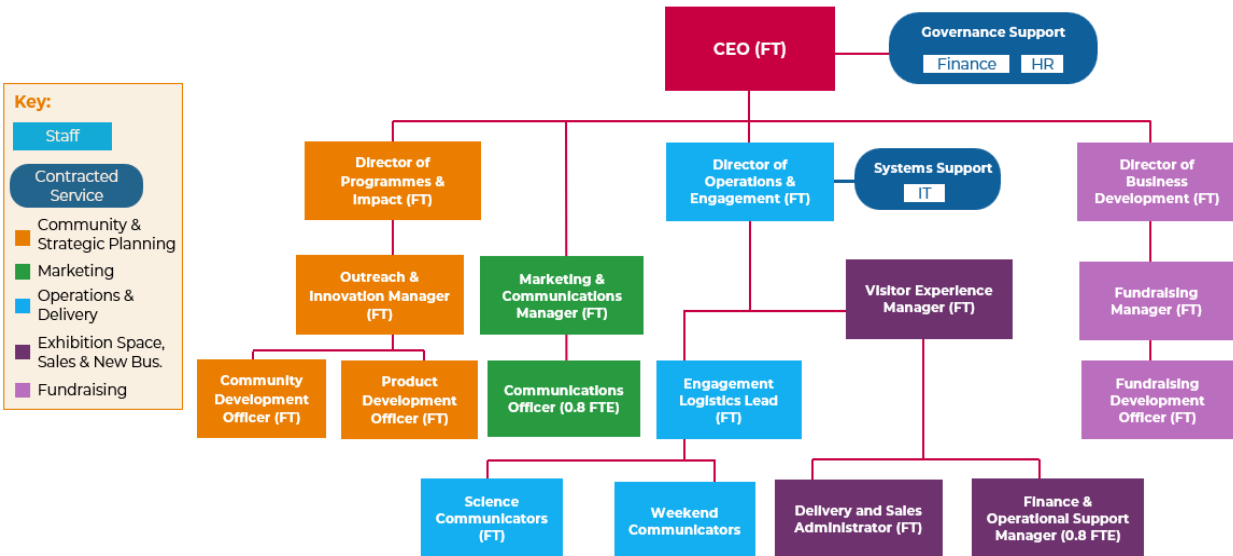 CEO (FT)
Governance Support
Finance
HR
Key:
Staff
Contracted
Service
Community &
Strategic Planning
Marketing
Operations &
Delivery
Exhibition Space,
Sales & New Bus.
Fundraising
Director of
Programmes &
Impact (FT)
Director of
Operations &
Engagement (FT)
Systems Support
IT
Director of
Business
Development (FT)
Outreach &
Innovation Manager
(FT)
Marketing &
Communications
Manager (FT)
Visitor Experience
Manager (FT)
Fundraising
Manager (FT)
Community
Development
Officer (FT)
Product
Development
Officer (FT)
Communications
Officer (0.8 FTE)
Engagement
Logistics Lead
(FT)
Fundraising
Development
Officer (FT)
Science
Communicators
(FT)
Weekend
Communicators
Delivery and Sales
Administrator (FT)
Finance &
Operational Support
Manager (0.8 FTE)